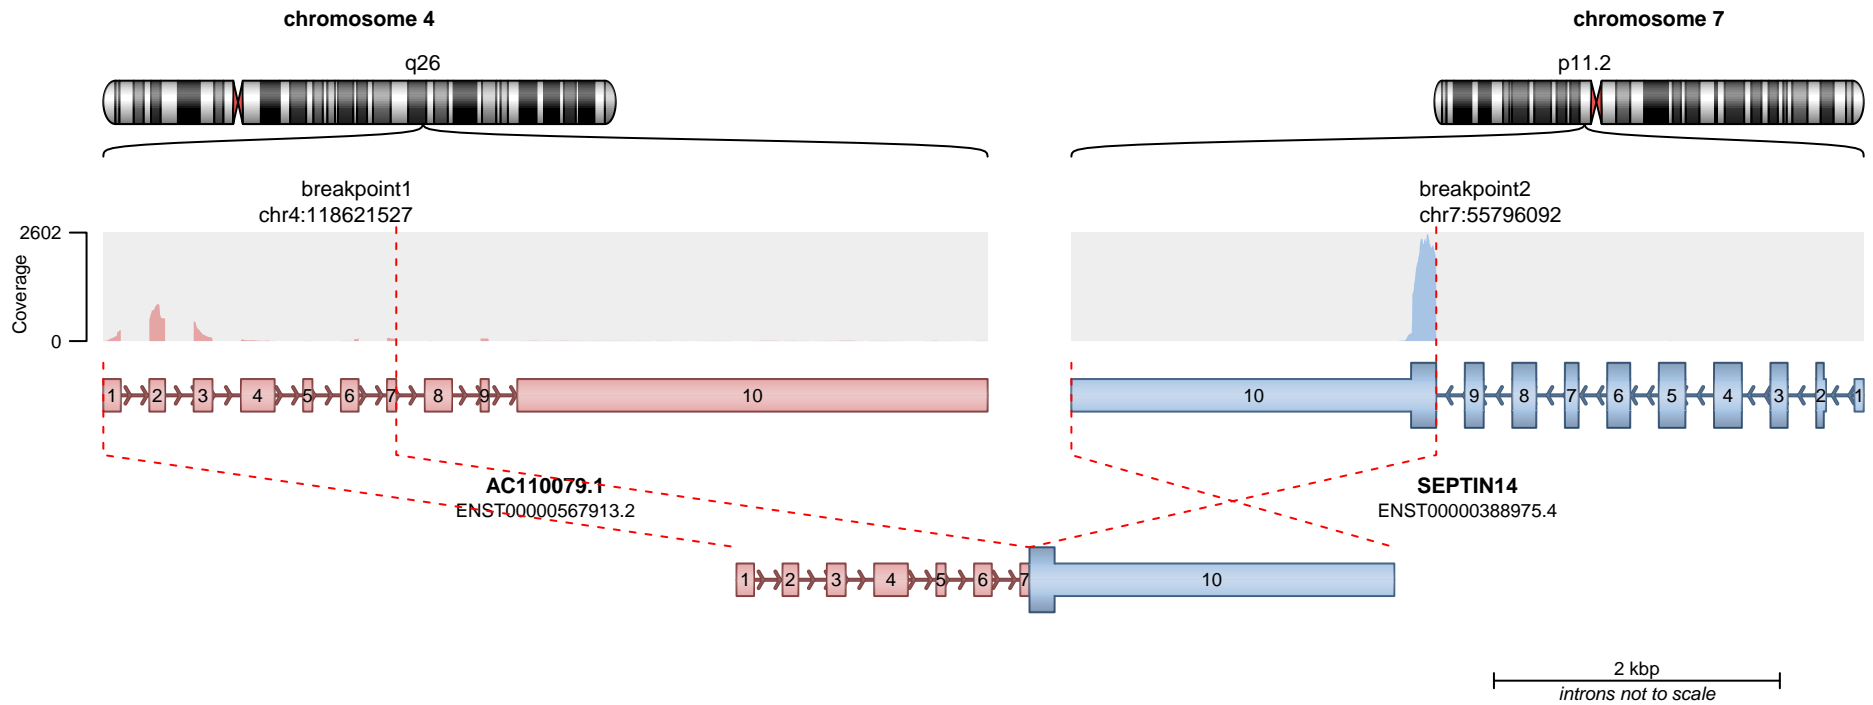 chromosome 4
chromosome 7
q26
p11.2
breakpoint1
chr4:118621527
breakpoint2
chr7:55796092
2602
Coverage
0
1 2 3 4 5 6 7 8 9 10
10 9 8 7 6 5 4 3 2 1
AC110079.1
ENST00000567913.2
SEPTIN14
ENST00000388975.4
1 2 3 4 5 6 7 10
2 kbp
introns not to scale